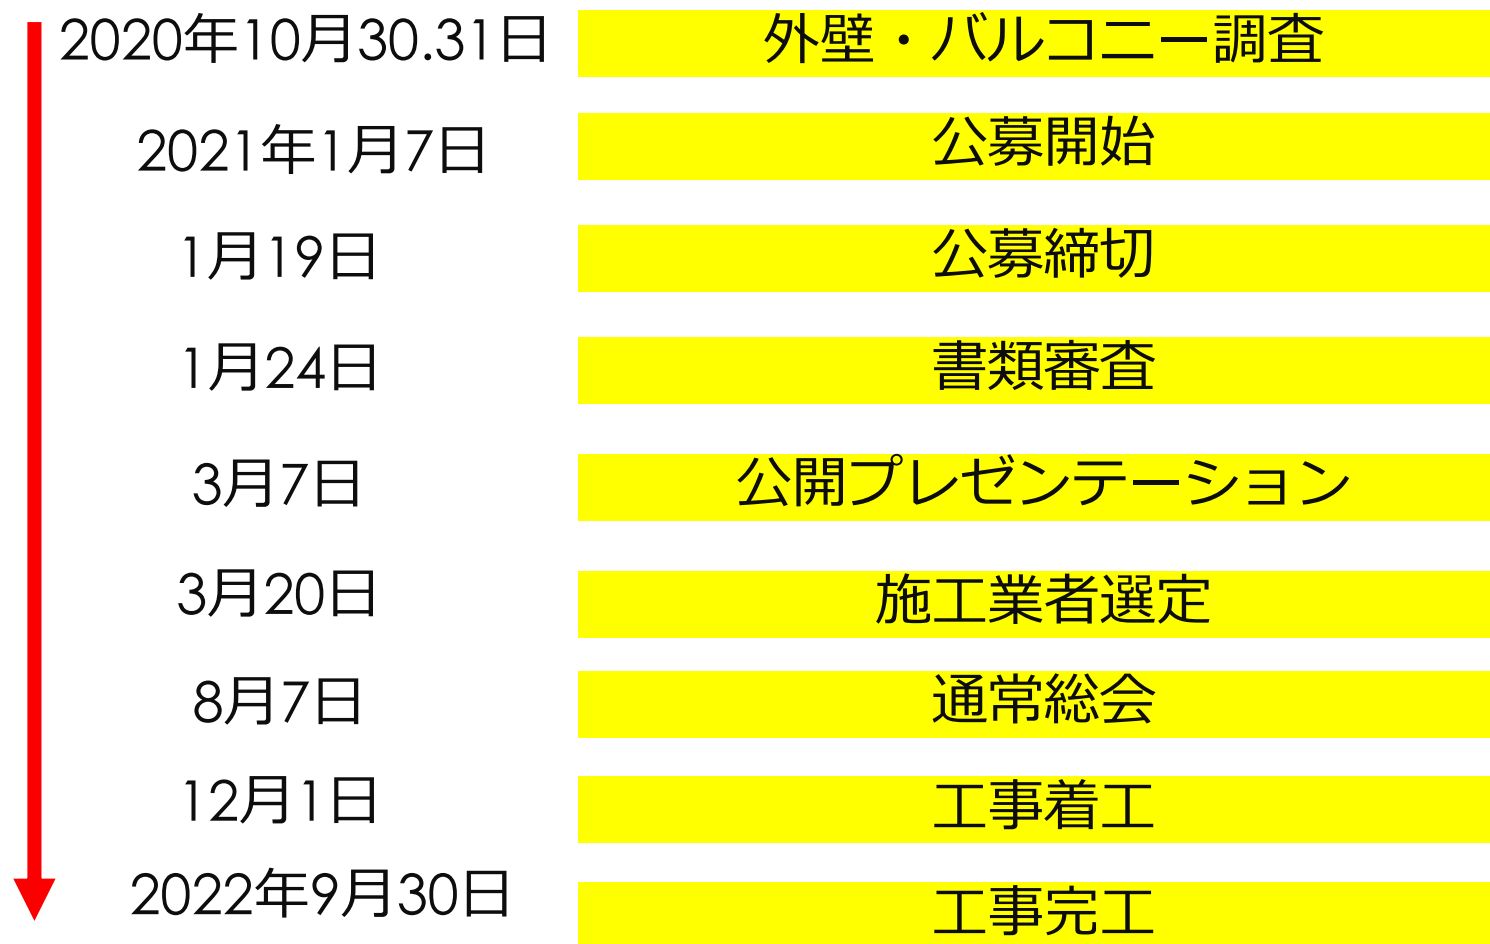 2020年10月30.31日 外壁・バルコニー調査
2021年1月7日 公募開始
1月19日 公募締切
1月24日 書類審査
3月7日 公開プレゼンテーション
3月20日 施工業者選定
8月7日 通常総会
12月1日 工事着工
2022年9月30日 工事完工